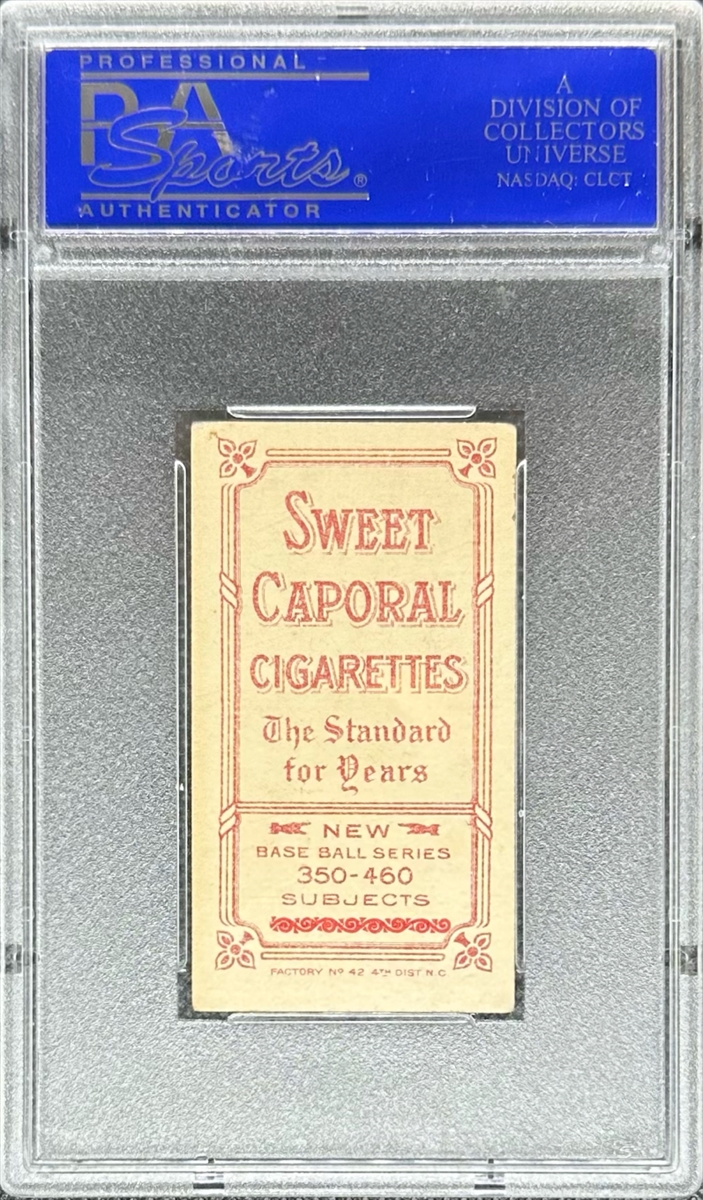 PROFESSIONAL
PSA
Sports®
AUTHENTICATOR
A
DIVISION OF
COLLECTORS
UNIVERSE
NASDAQ: CLCT
SWEET
CAPORAL
CIGARETTES
The Standard
for Years
NEW
BASE BALL SERIES
350-460
SUBJECTS
FACTORY Nº 42 4TH DIST N.C